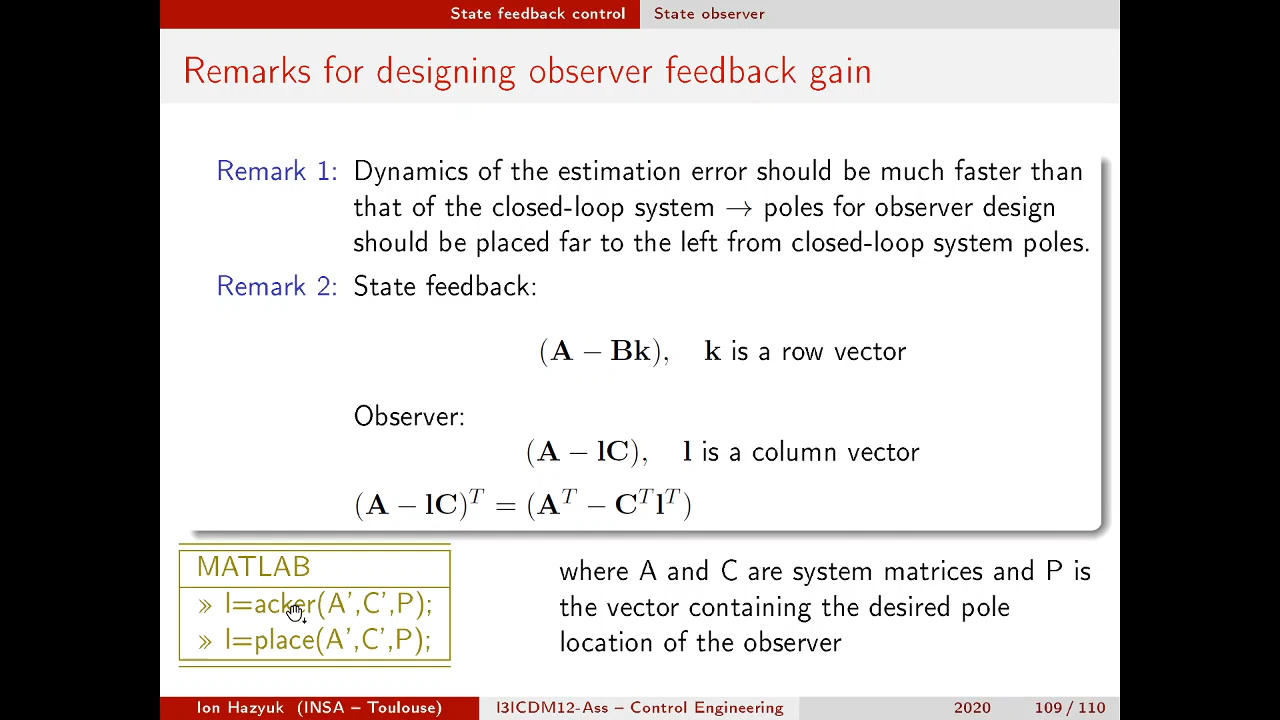 State feedback control State observer
Remarks for designing observer feedback gain
Remark 1: Dynamics of the estimation error should be much faster than
that of the closed-loop system → poles for observer design
should be placed far to the left from closed-loop system poles.
Remark 2: State feedback:
(A − Bk), k is a row vector
Observer:
(A − lC), l is a column vector
(A − lC)^T = (A^T − C^T l^T)
MATLAB
» l=acker(A',C',P);
» l=place(A',C',P);
where A and C are system matrices and P is
the vector containing the desired pole
location of the observer
Ion Hazyuk (INSA – Toulouse) I3ICDM12-Ass – Control Engineering 2020 109 / 110